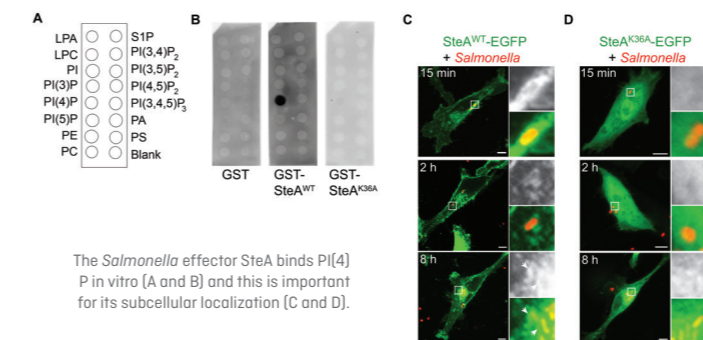 A
LPA
LPC
PI
PI(3)P
PI(4)P
PI(5)P
PE
PC
S1P
PI(3,4)P2
PI(3,5)P2
PI(4,5)P2
PI(3,4,5)P3
PA
PS
Blank
B
GST
GST-
SteAWT
GST-
SteAK36A
The Salmonella effector SteA binds PI(4)
P in vitro (A and B) and this is important
for its subcellular localization (C and D).
C
SteAWT-EGFP
+ Salmonella
15 min
2 h
8 h
D
SteAK36A-EGFP
+ Salmonella
15 min
2 h
8 h